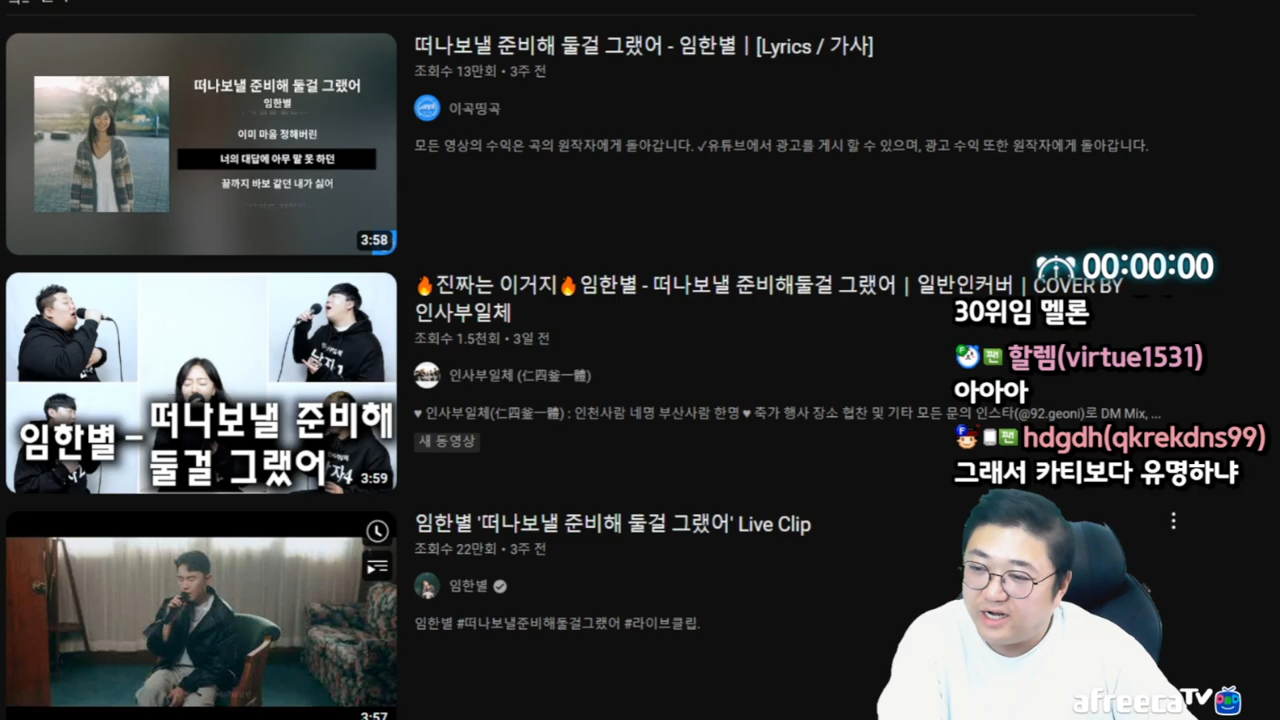 떠나보낼 준비해 둘걸 그랬어 - 임한별ㅣ[Lyrics / 가사]
조회수 13만회 • 3주 전
이곡띵곡
모든 영상의 수익은 곡의 원작자에게 돌아갑니다. ✓유튜브에서 광고를 게시 할 수 있으며, 광고 수익 또한 원작자에게 돌아갑니다.
떠나보낼 준비해 둘걸 그랬어
임한별
이미 마음 정해버린
너의 대답에 아무 말 못 하던
끝까지 바보 같던 내가 싫어
3:58
🔥진짜는 이거지🔥임한별 - 떠나보낼 준비해둘걸 그랬어 | 일반인커버 | COVER BY
인사부일체
조회수 1.5천회 • 3일 전
인사부일체 (仁四釜一體)
♥ 인사부일체(仁四釜一體) : 인천사람 네명 부산사람 한명 ♥ 축가 행사 장소 협찬 및 기타 모든 문의 인스타(@92.geoni)로 DM Mix, ...
새 동영상
임한별 - 떠나보낼 준비해
둘걸 그랬어
3:59
00:00:00
30위임 멜론
팬 할렘(virtue1531)
아아아
팬 hdgdh(qkrekdns99)
그래서 카티보다 유명하냐
임한별 '떠나보낼 준비해 둘걸 그랬어' Live Clip
조회수 22만회 • 3주 전
임한별
임한별 #떠나보낼준비해둘걸그랬어 #라이브클립.
3:57
afreecaTV